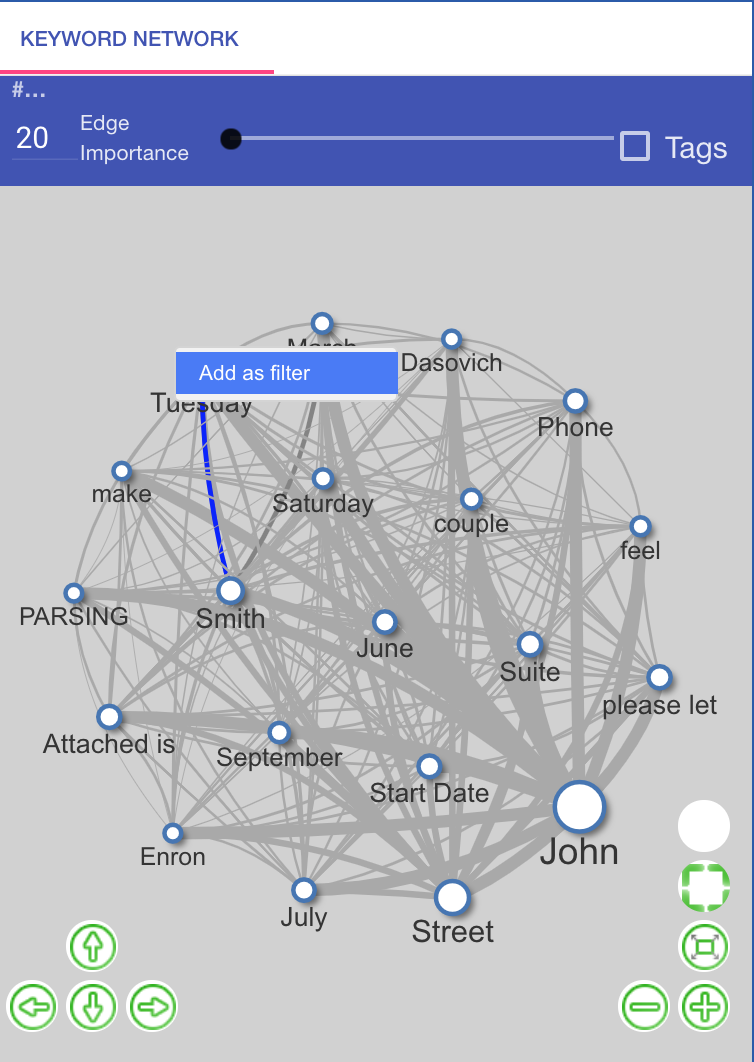 KEYWORD NETWORK
#...
20
Edge
Importance
Tags
March
Dasovich
Add as filter
Tuesday
Phone
make
Saturday
couple
feel
PARSING
Smith
June
Suite
please let
Attached is
September
Start Date
John
Enron
July
Street